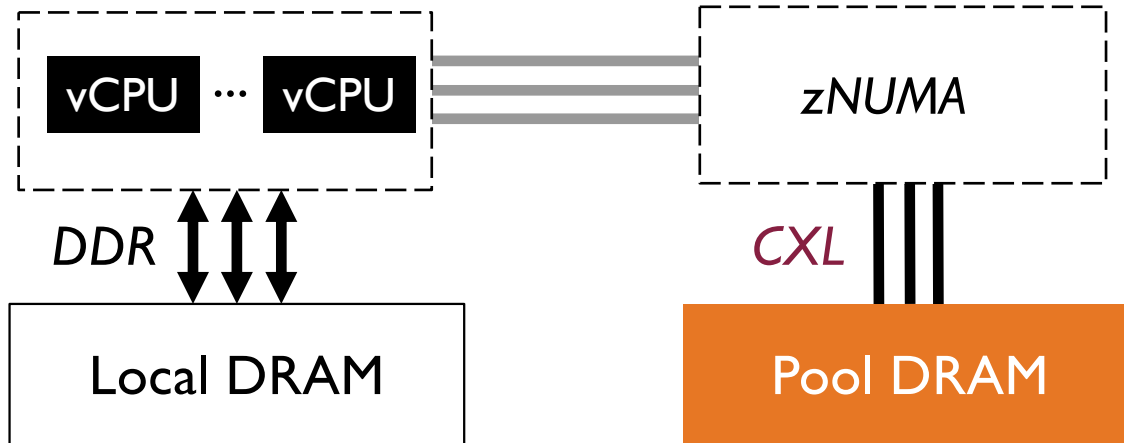 vCPU ... vCPU
zNUMA
DDR
CXL
Local DRAM
Pool DRAM